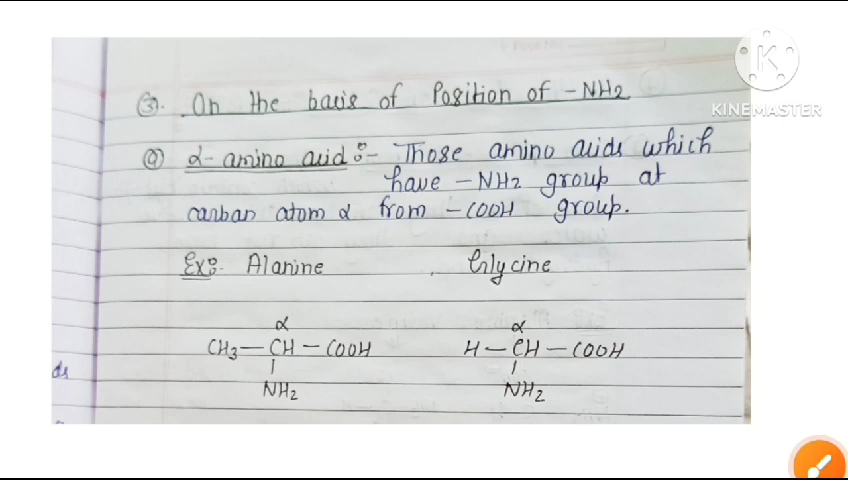 KINEMASTER
③. On the basis of Position of -NH2
ⓐ α-amino acid :- Those amino acids which
have -NH2 group at
carbon atom α from -COOH group.
Ex:- Alanine , Glycine
α α
CH3-CH-COOH H-CH-COOH
| |
NH2 NH2
ds